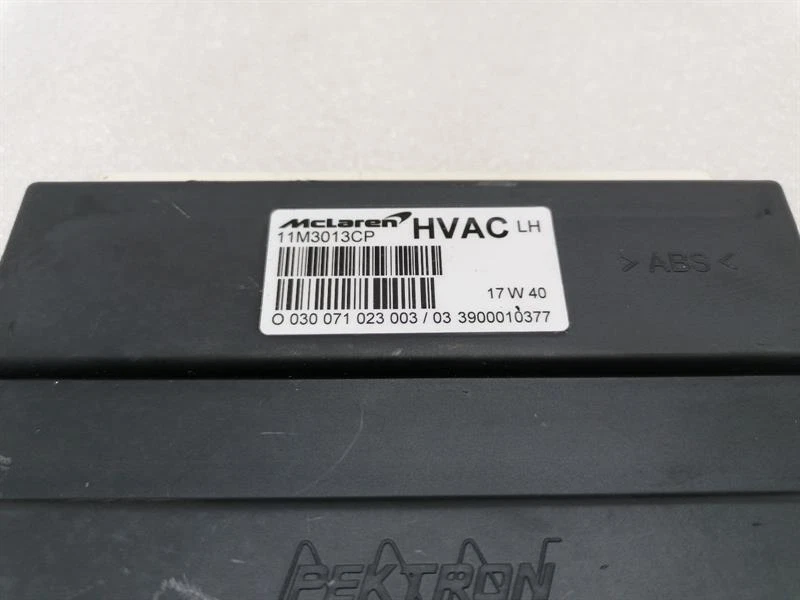 McLaren HVAC LH
11M3013CP
17 W 40
O 030 071 023 003 / 03 3900010377
> ABS <
PEKTRON